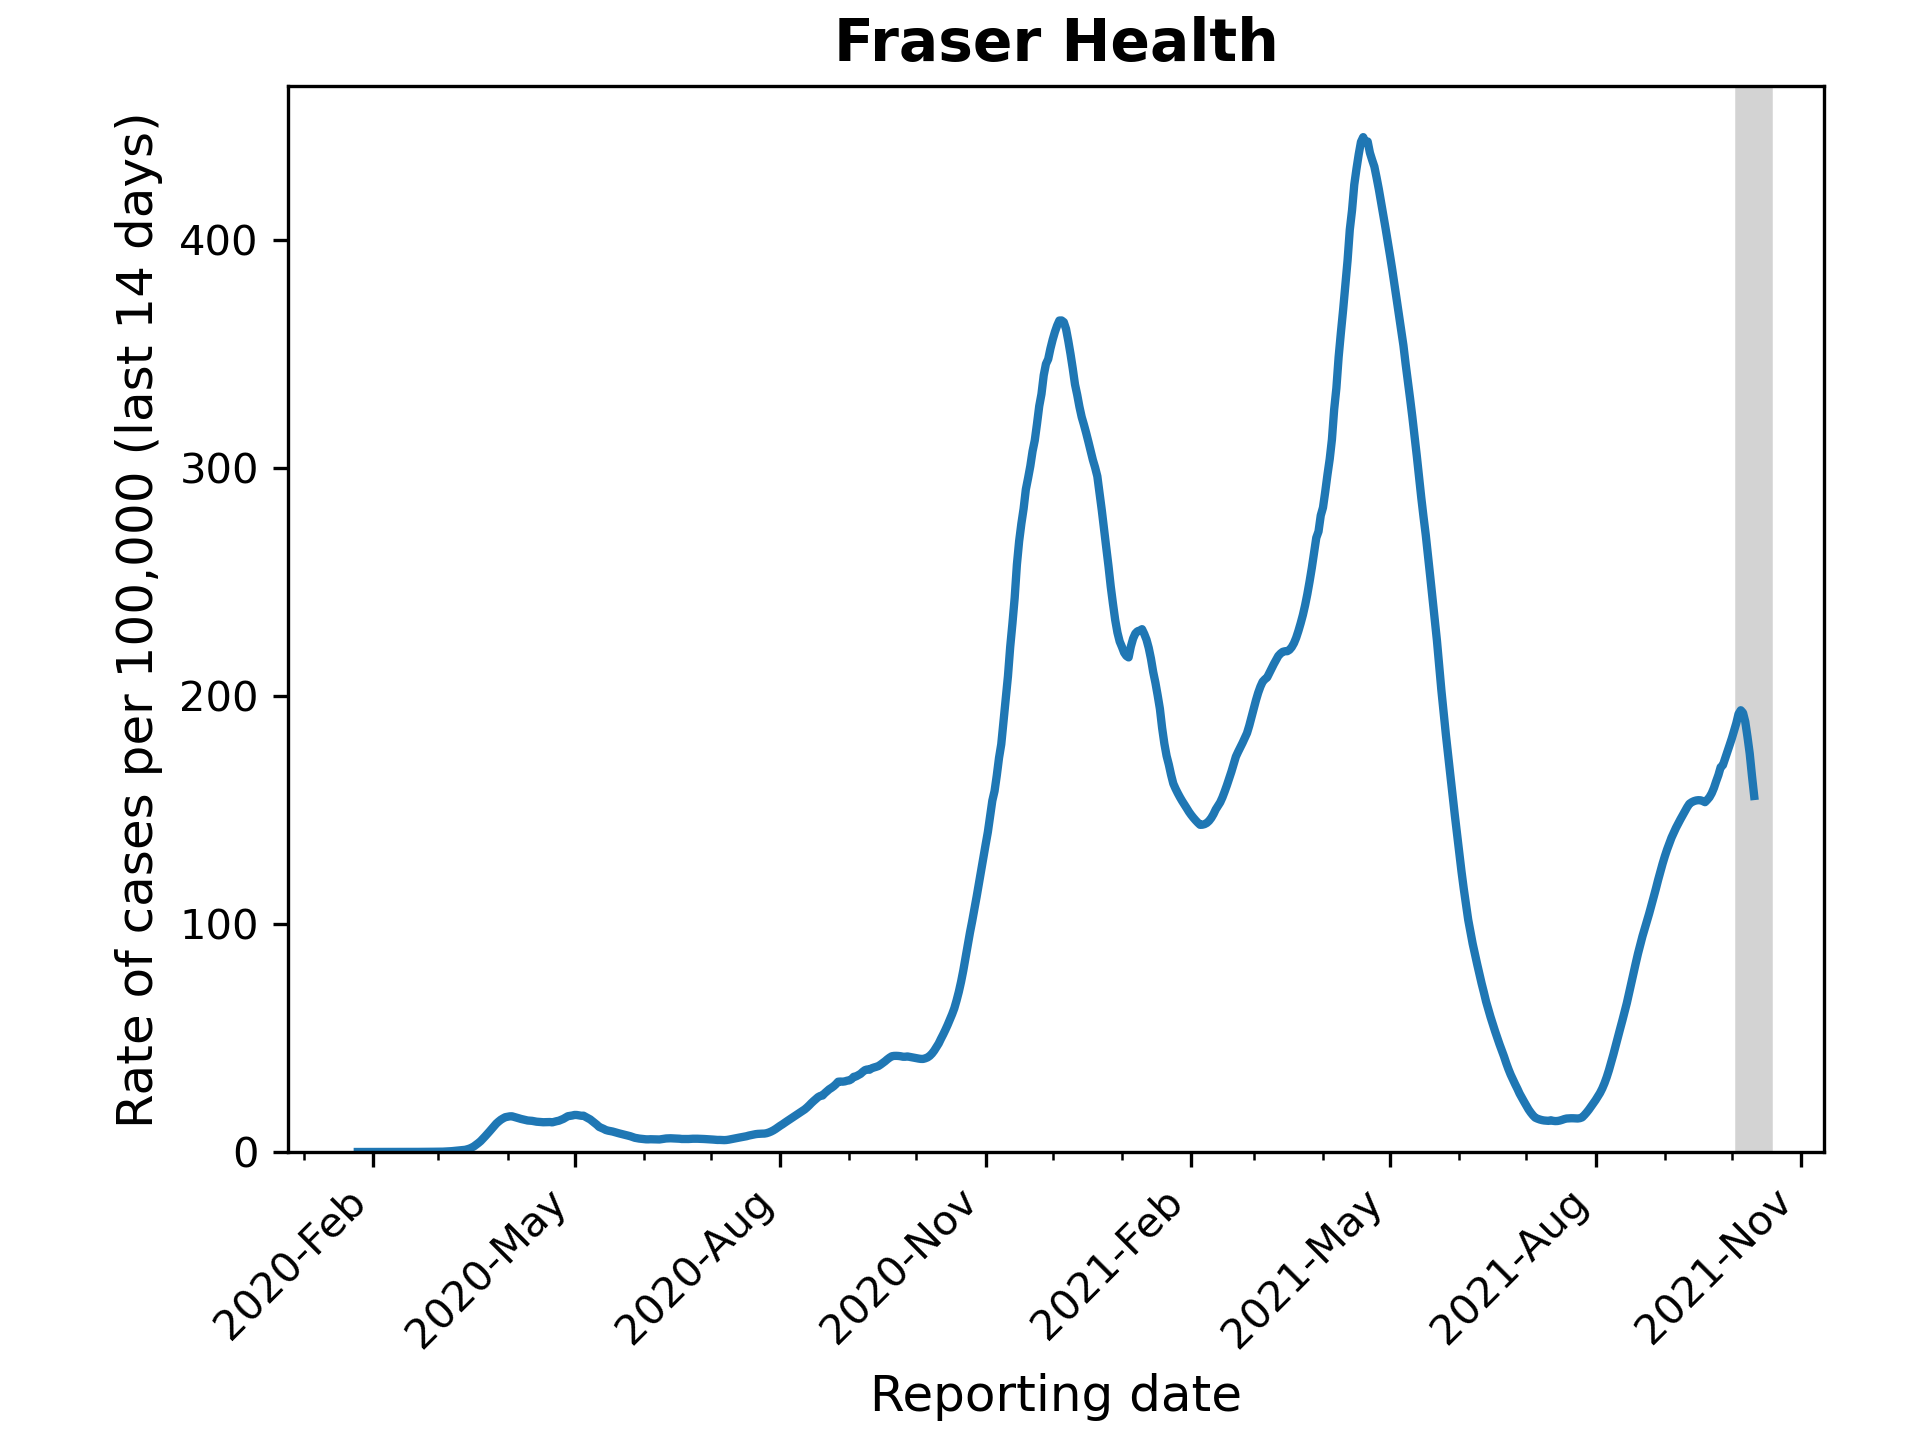 Fraser Health
Rate of cases per 100,000 (last 14 days)
400
300
200
100
0
2020-Feb
2020-May
2020-Aug
2020-Nov
2021-Feb
2021-May
2021-Aug
2021-Nov
Reporting date